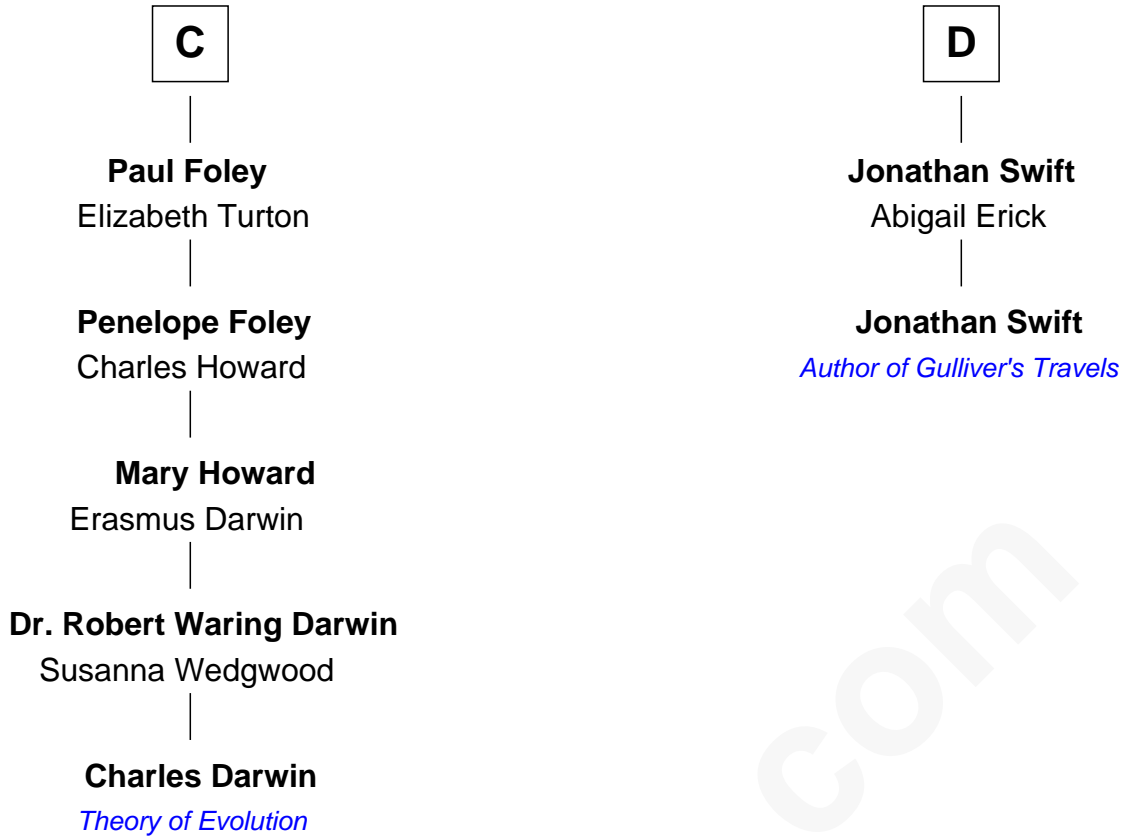 C
Paul Foley
Elizabeth Turton
Penelope Foley
Charles Howard
Mary Howard
Erasmus Darwin
Dr. Robert Waring Darwin
Susanna Wedgwood
Charles Darwin
Theory of Evolution
D
Jonathan Swift
Abigail Erick
Jonathan Swift
Author of Gulliver's Travels
com